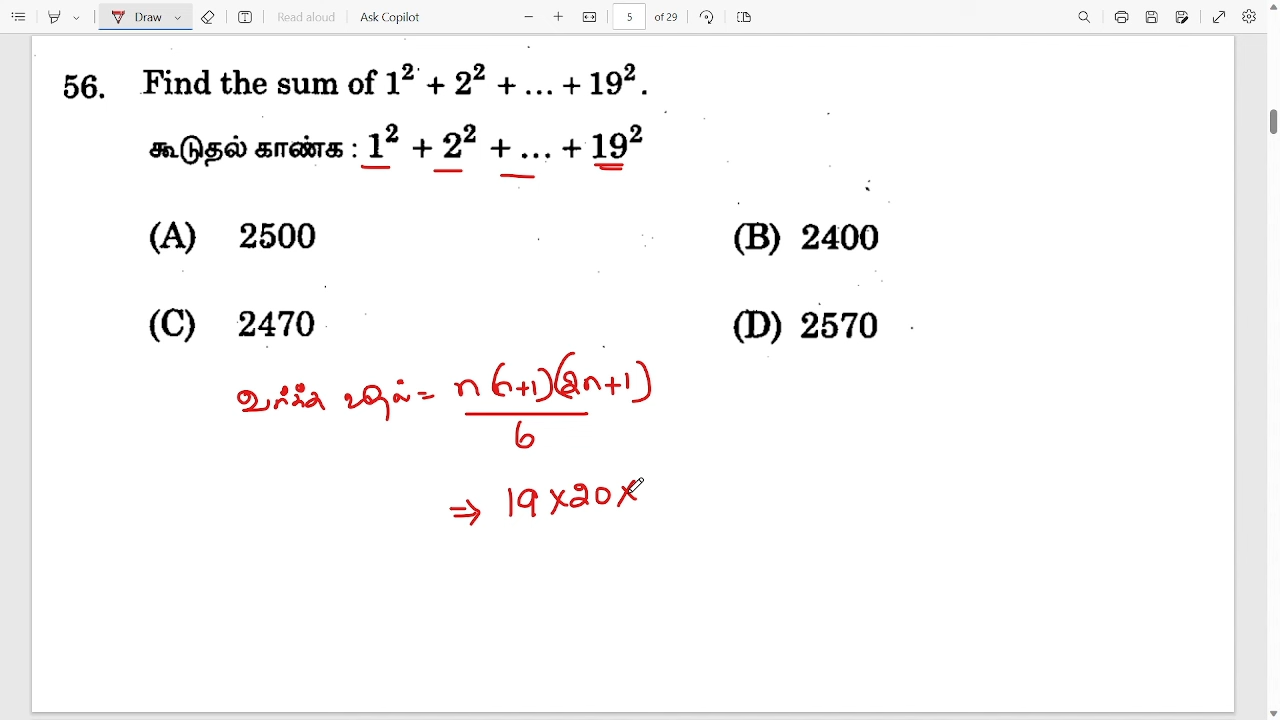 Draw
Read aloud
Ask Copilot
5 of 29
56. Find the sum of 1² + 2² + ... + 19².
கூடுதல் காண்க : 1² + 2² + ... + 19²
(A) 2500
(B) 2400
(C) 2470
(D) 2570
வர்க்க = n(n+1)(2n+1)
6
⇒ 19×20×